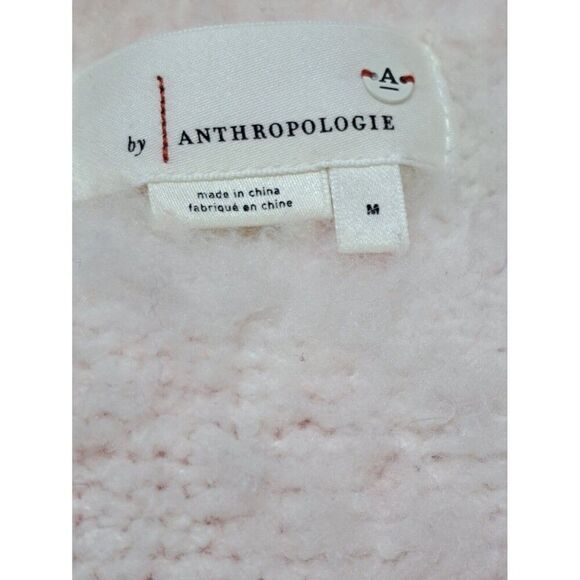 A
by ANTHROPOLOGIE
made in china
fabriqué en chine
M